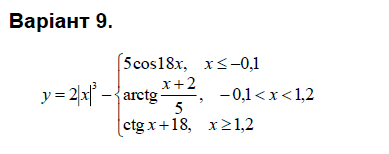 Варіант 9.
y = 2|x|³ − { 5cos18x, x ≤ −0,1
arctg (x+2)/5, −0,1 < x < 1,2
ctg x + 18, x ≥ 1,2